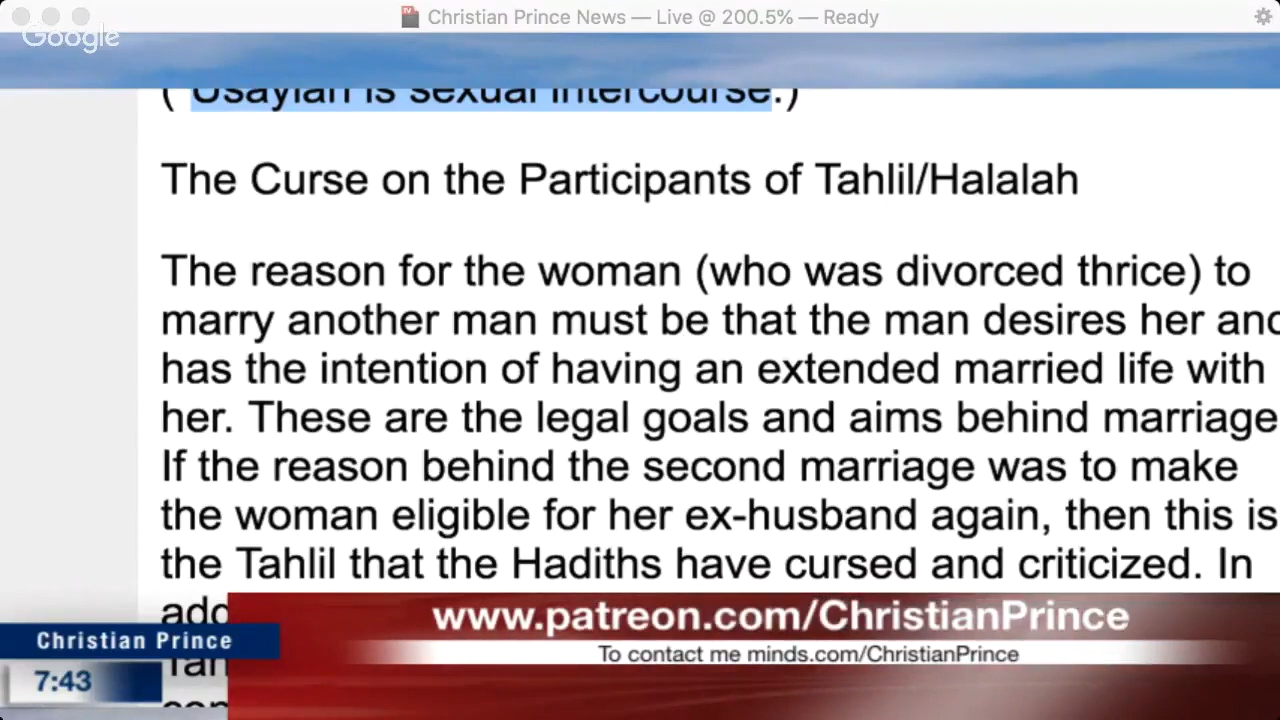 Christian Prince News — Live @ 200.5% — Ready
Google
( 'Usaylah is sexual intercourse.)
The Curse on the Participants of Tahlil/Halalah
The reason for the woman (who was divorced thrice) to
marry another man must be that the man desires her and
has the intention of having an extended married life with
her. These are the legal goals and aims behind marriage
If the reason behind the second marriage was to make
the woman eligible for her ex-husband again, then this is
the Tahlil that the Hadiths have cursed and criticized. In
www.patreon.com/ChristianPrince
To contact me minds.com/ChristianPrince
Christian Prince
7:43